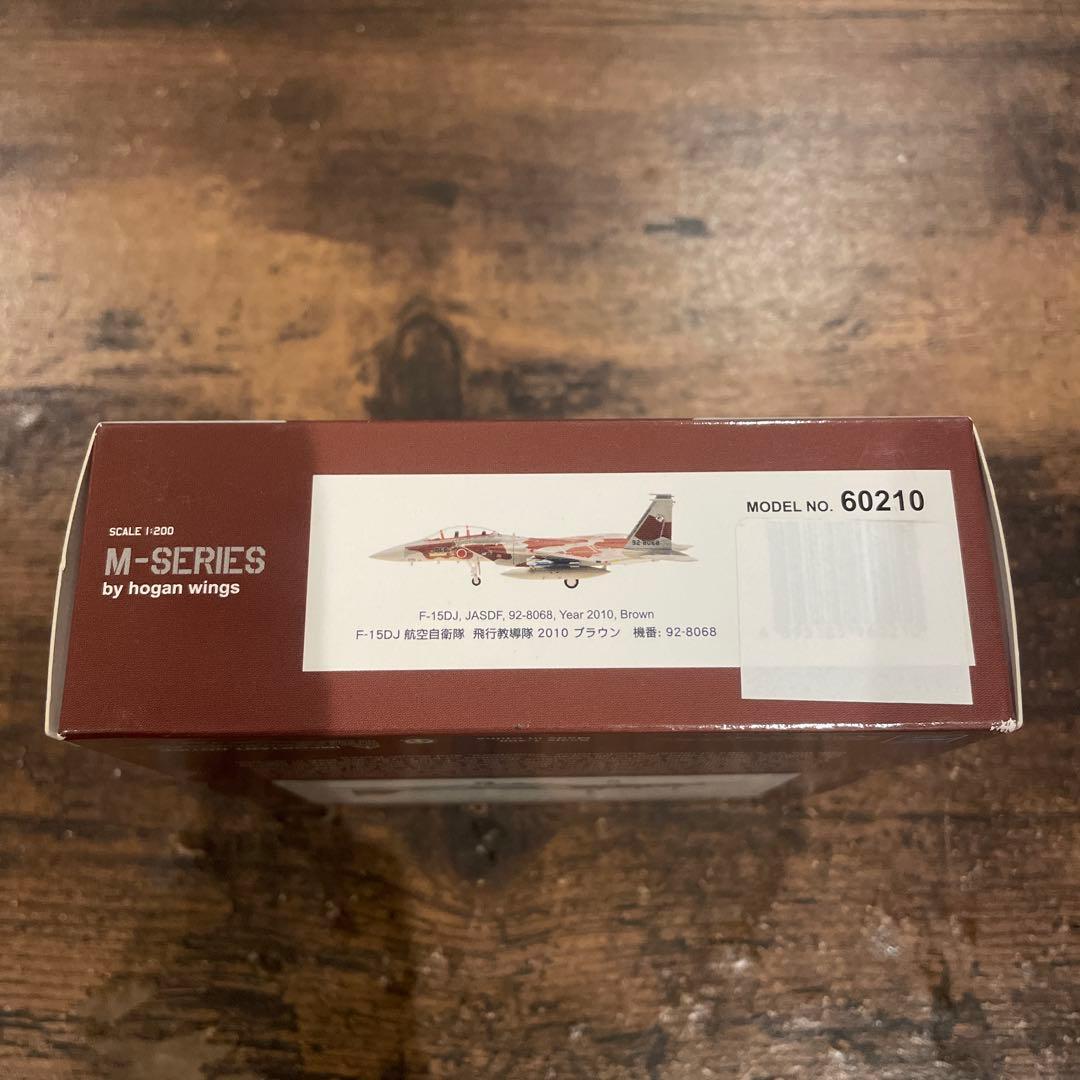 SCALE 1:200
M-SERIES
by hogan wings
MODEL NO. 60210
92-8068
F-15DJ, JASDF, 92-8068, Year 2010, Brown
F-15DJ 航空自衛隊 飛行教導隊 2010 ブラウン 機番: 92-8068